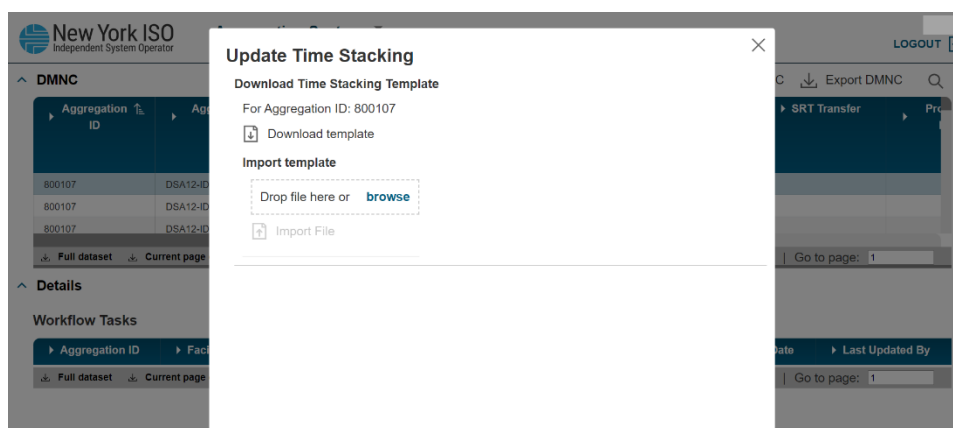 New York ISO
Independent System Operator
LOGOUT
Update Time Stacking
DMNC
Download Time Stacking Template
Export DMNC
For Aggregation ID: 800107
Download template
Aggregation ID
SRT Transfer
Import template
Drop file here or browse
Import File
800107 DSA12-ID
800107 DSA12-ID
800107 DSA12-ID
Full dataset Current page
Go to page: 1
Details
Workflow Tasks
Aggregation ID
Last Updated By
Full dataset Current page
Go to page: 1